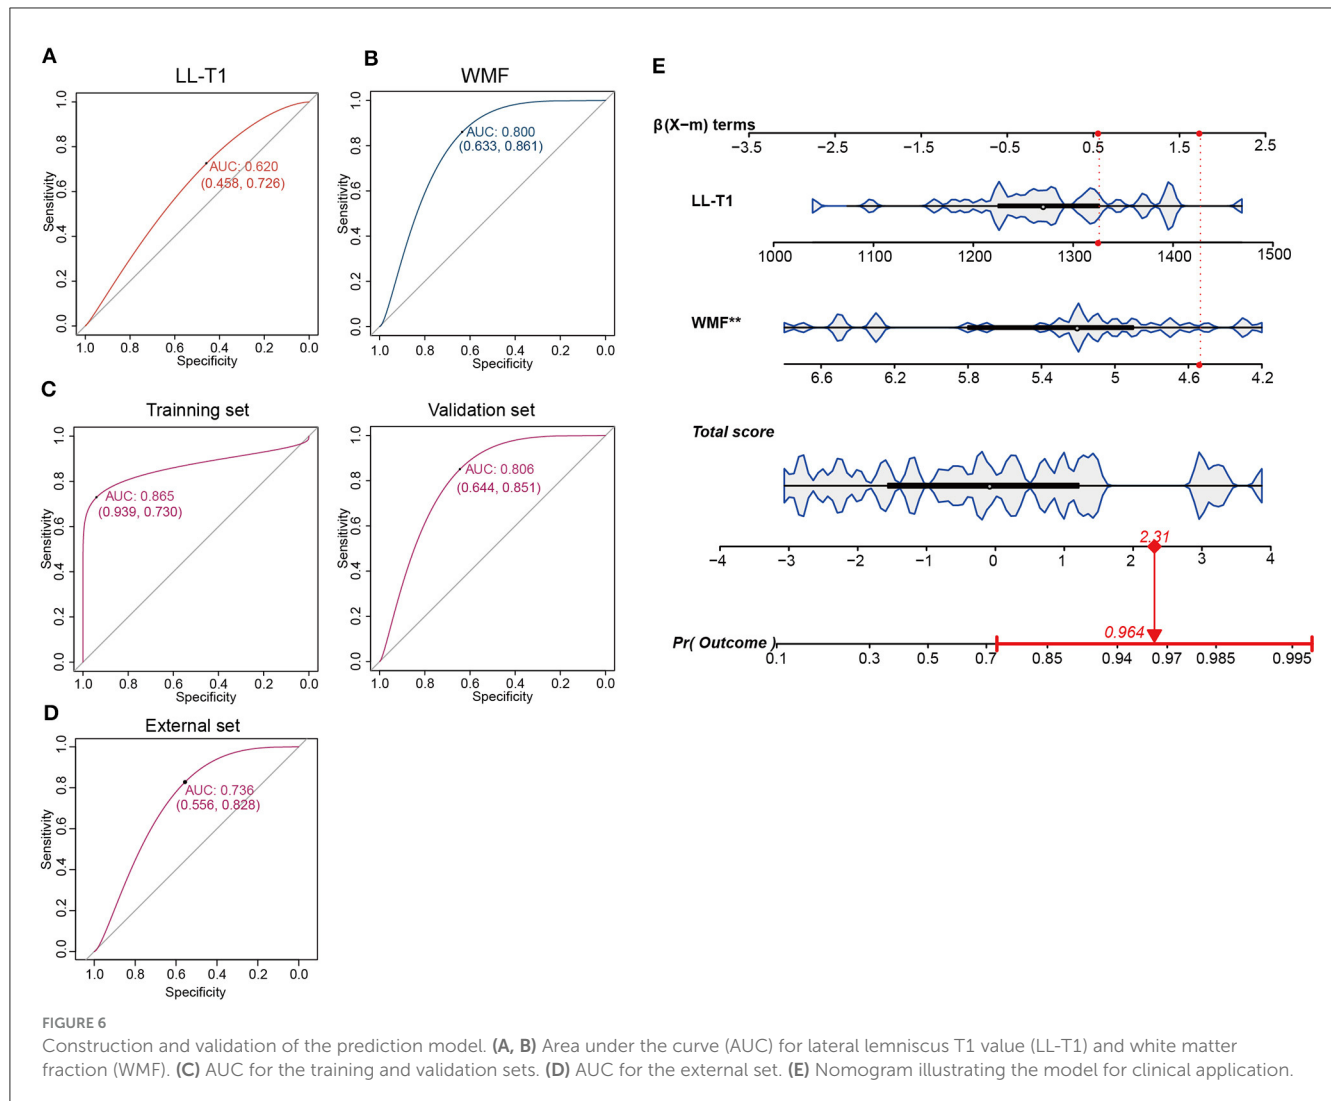 A
LL-T1
1.0
0.8
0.6
0.4
0.2
0.0
Sensitivity
AUC: 0.620
(0.458, 0.726)
1.0 0.8 0.6 0.4 0.2 0.0
Specificity
B
WMF
1.0
0.8
0.6
0.4
0.2
0.0
Sensitivity
AUC: 0.800
(0.633, 0.861)
1.0 0.8 0.6 0.4 0.2 0.0
Specificity
C
Trainning set
1.0
0.8
0.6
0.4
0.2
0.0
Sensitivity
AUC: 0.865
(0.939, 0.730)
1.0 0.8 0.6 0.4 0.2 0.0
Specificity
Validation set
1.0
0.8
0.6
0.4
0.2
0.0
Sensitivity
AUC: 0.806
(0.644, 0.851)
1.0 0.8 0.6 0.4 0.2 0.0
Specificity
D
External set
1.0
0.8
0.6
0.4
0.2
0.0
Sensitivity
AUC: 0.736
(0.556, 0.828)
1.0 0.8 0.6 0.4 0.2 0.0
Specificity
E
β(X−m) terms
−3.5 −2.5 −1.5 −0.5 0.5 1.5 2.5
LL-T1
1000 1100 1200 1300 1400 1500
WMF**
6.6 6.2 5.8 5.4 5 4.6 4.2
Total score
2.31
−4 −3 −2 −1 0 1 2 3 4
0.964
Pr( Outcome )
0.1 0.3 0.5 0.7 0.85 0.94 0.97 0.985 0.995
FIGURE 6
Construction and validation of the prediction model. (A, B) Area under the curve (AUC) for lateral lemniscus T1 value (LL-T1) and white matter
fraction (WMF). (C) AUC for the training and validation sets. (D) AUC for the external set. (E) Nomogram illustrating the model for clinical application.